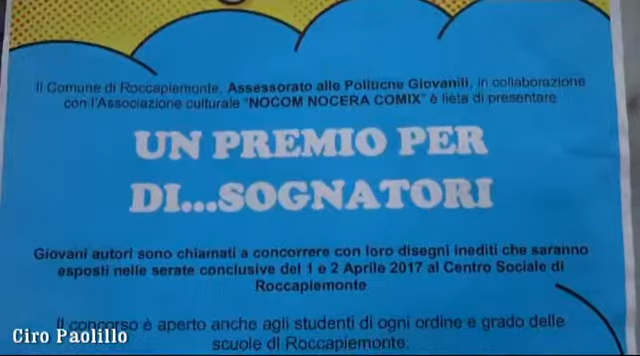 Il Comune di Roccapiemonte, Assessorato alle Politiche Giovanili, in collaborazione
con l'Associazione culturale "NOCOM NOCERA COMIX" è lieta di presentare
UN PREMIO PER
DI...SOGNATORI
Giovani autori sono chiamati a concorrere con loro disegni inediti che saranno
esposti nelle serate conclusive del 1 e 2 Aprile 2017 al Centro Sociale di
Roccapiemonte
Il concorso è aperto anche agli studenti di ogni ordine e grado delle
scuole di Roccapiemonte.
Ciro Paolillo